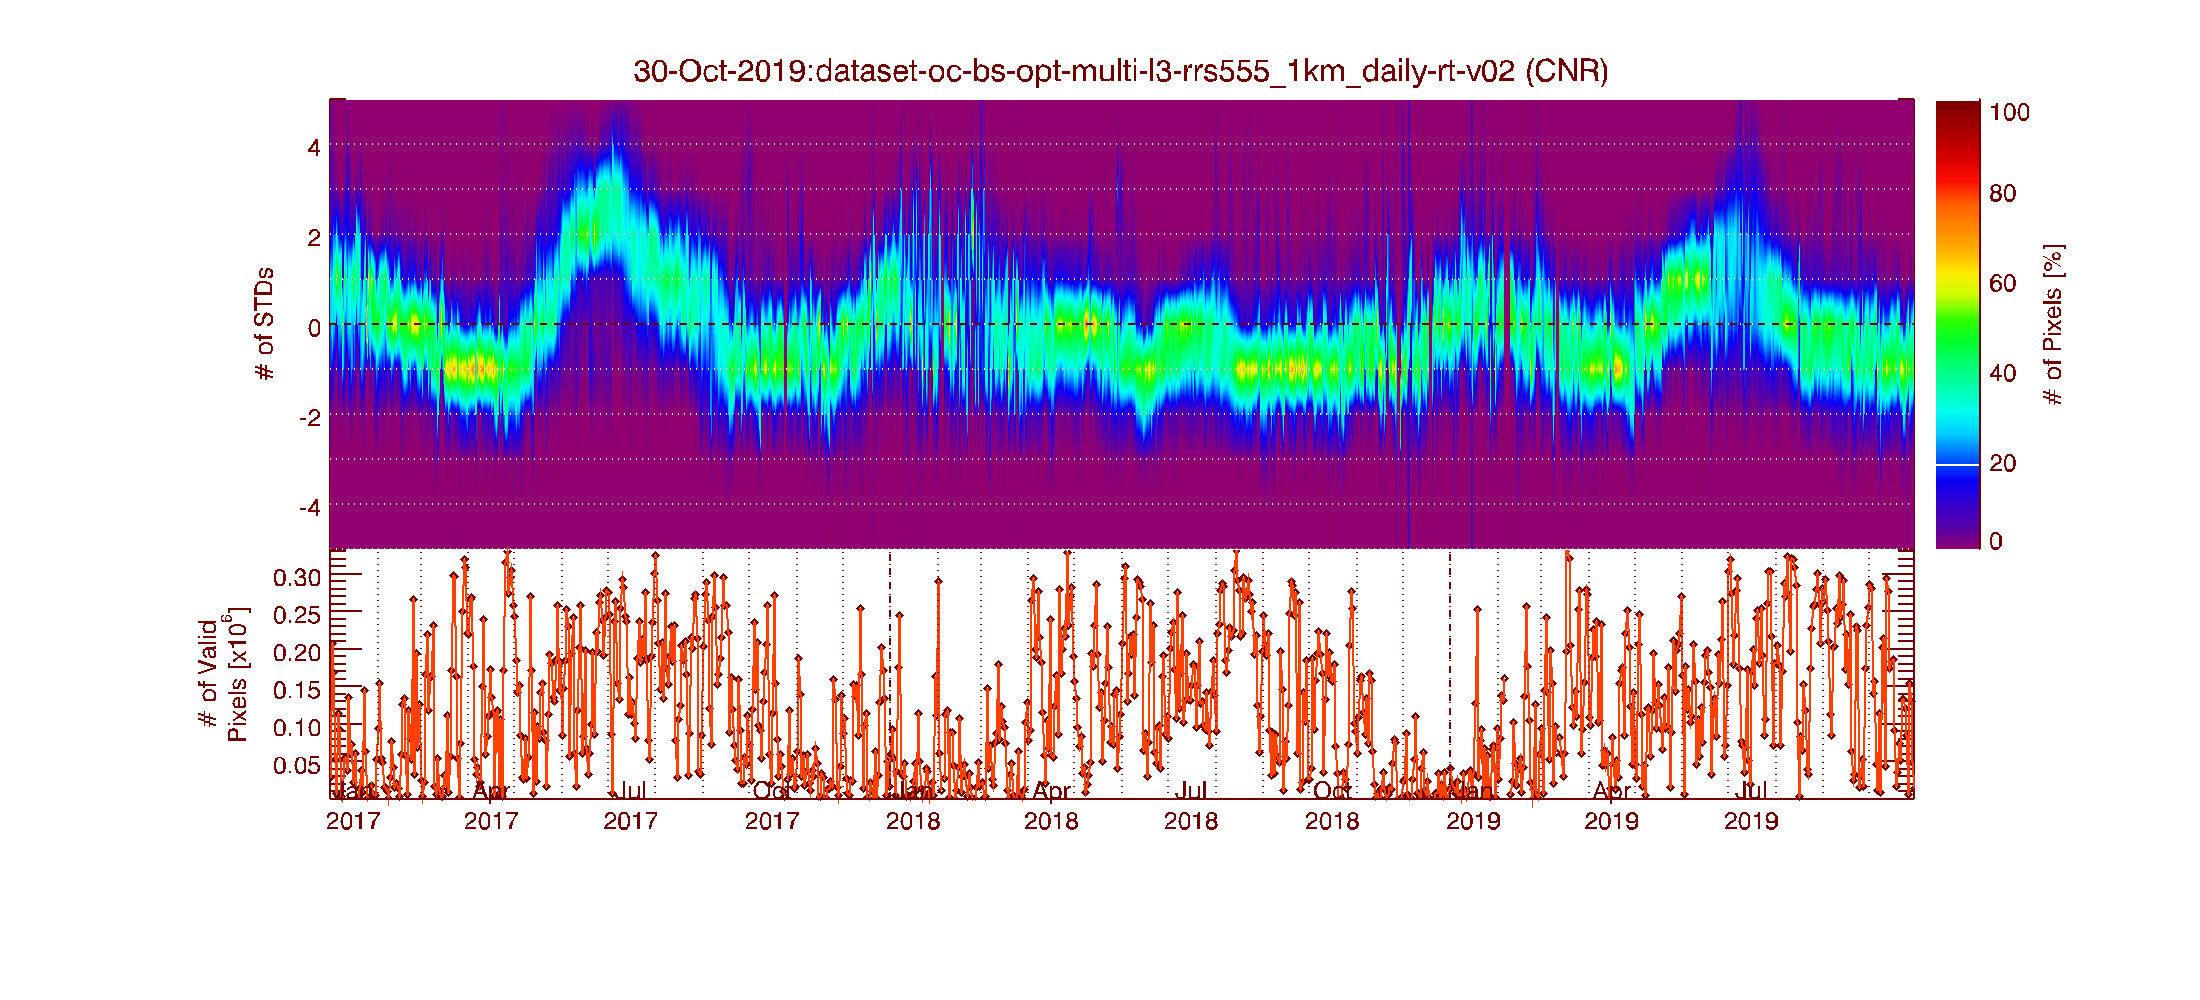 30-Oct-2019:dataset-oc-bs-opt-multi-l3-rrs555_1km_daily-rt-v02 (CNR)
# of STDs
4
2
0
-2
-4
100
80
60
40
20
0
# of Pixels [%]
# of Valid
Pixels [x10⁶]
0.30
0.25
0.20
0.15
0.10
0.05
Jan Apr Jul Oct Jan Apr Jul Oct Jan Apr Jul
2017 2017 2017 2017 2018 2018 2018 2018 2019 2019 2019